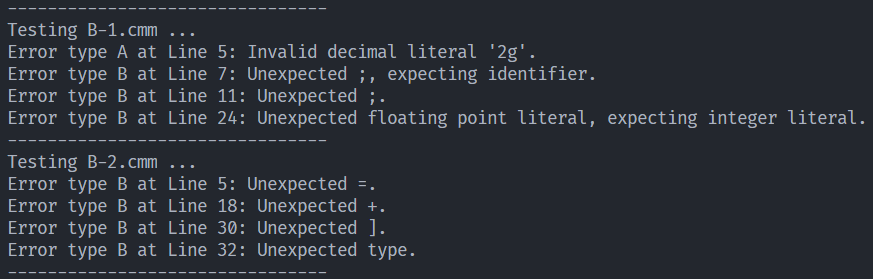 --------------------------------
Testing B-1.cmm ...
Error type A at Line 5: Invalid decimal literal '2g'.
Error type B at Line 7: Unexpected ;, expecting identifier.
Error type B at Line 11: Unexpected ;.
Error type B at Line 24: Unexpected floating point literal, expecting integer literal.
--------------------------------
Testing B-2.cmm ...
Error type B at Line 5: Unexpected =.
Error type B at Line 18: Unexpected +.
Error type B at Line 30: Unexpected ].
Error type B at Line 32: Unexpected type.
--------------------------------